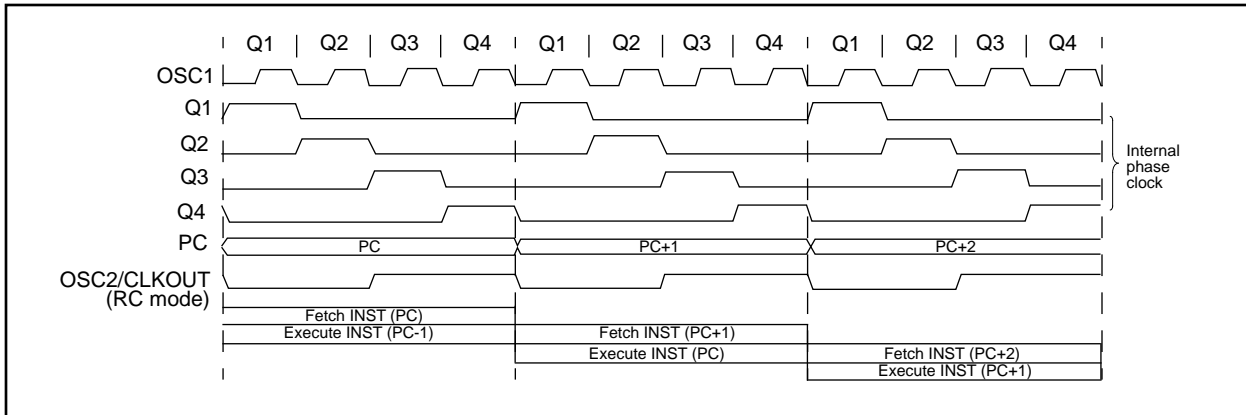 Q1 | Q2 | Q3 | Q4 | Q1 | Q2 | Q3 | Q4 | Q1 | Q2 | Q3 | Q4
OSC1
Q1
Q2
Q3
Q4
Internal
phase
clock
PC
PC PC+1 PC+2
OSC2/CLKOUT
(RC mode)
Fetch INST (PC)
Execute INST (PC-1) Fetch INST (PC+1)
Execute INST (PC) Fetch INST (PC+2)
Execute INST (PC+1)